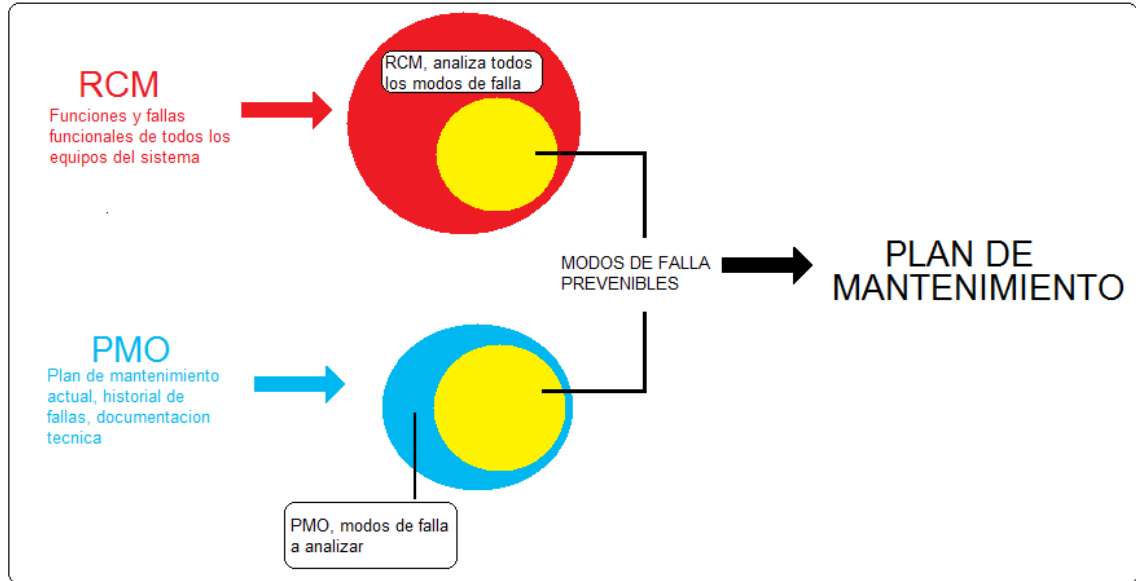 RCM
Funciones y fallas
funcionales de todos los
equipos del sistema
RCM, analiza todos
los modos de falla
MODOS DE FALLA
PREVENIBLES
PLAN DE
MANTENIMIENTO
PMO
Plan de mantenimiento
actual, historial de
fallas, documentacion
tecnica
PMO, modos de falla
a analizar